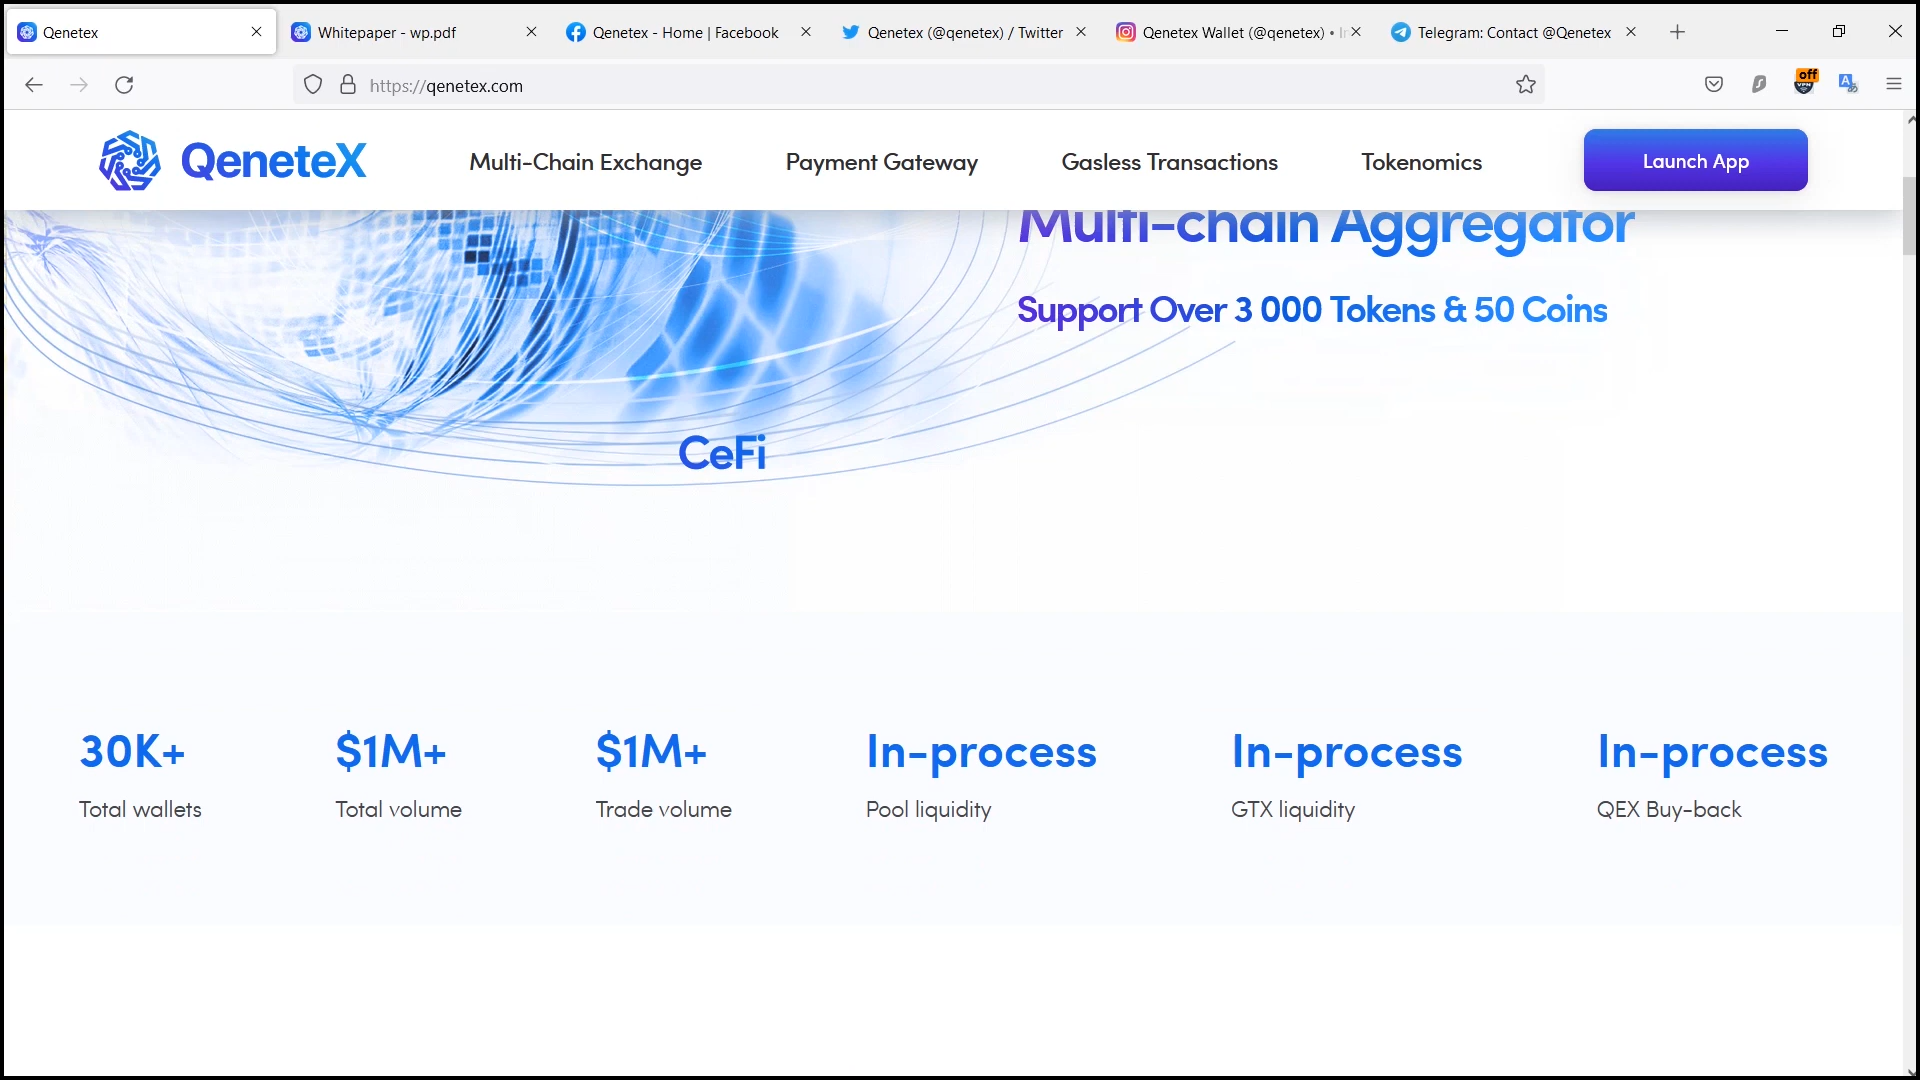 Qenetex
Whitepaper - wp.pdf
Qenetex - Home | Facebook
Qenetex (@qenetex) / Twitter
Qenetex Wallet (@qenetex) •
Telegram: Contact @Qenetex
https://qenetex.com
off
VPN
QeneteX
Multi-Chain Exchange
Payment Gateway
Gasless Transactions
Tokenomics
Launch App
Multi-chain Aggregator
Support Over 3 000 Tokens & 50 Coins
CeFi
30K+
Total wallets
$1M+
Total volume
$1M+
Trade volume
In-process
Pool liquidity
In-process
GTX liquidity
In-process
QEX Buy-back